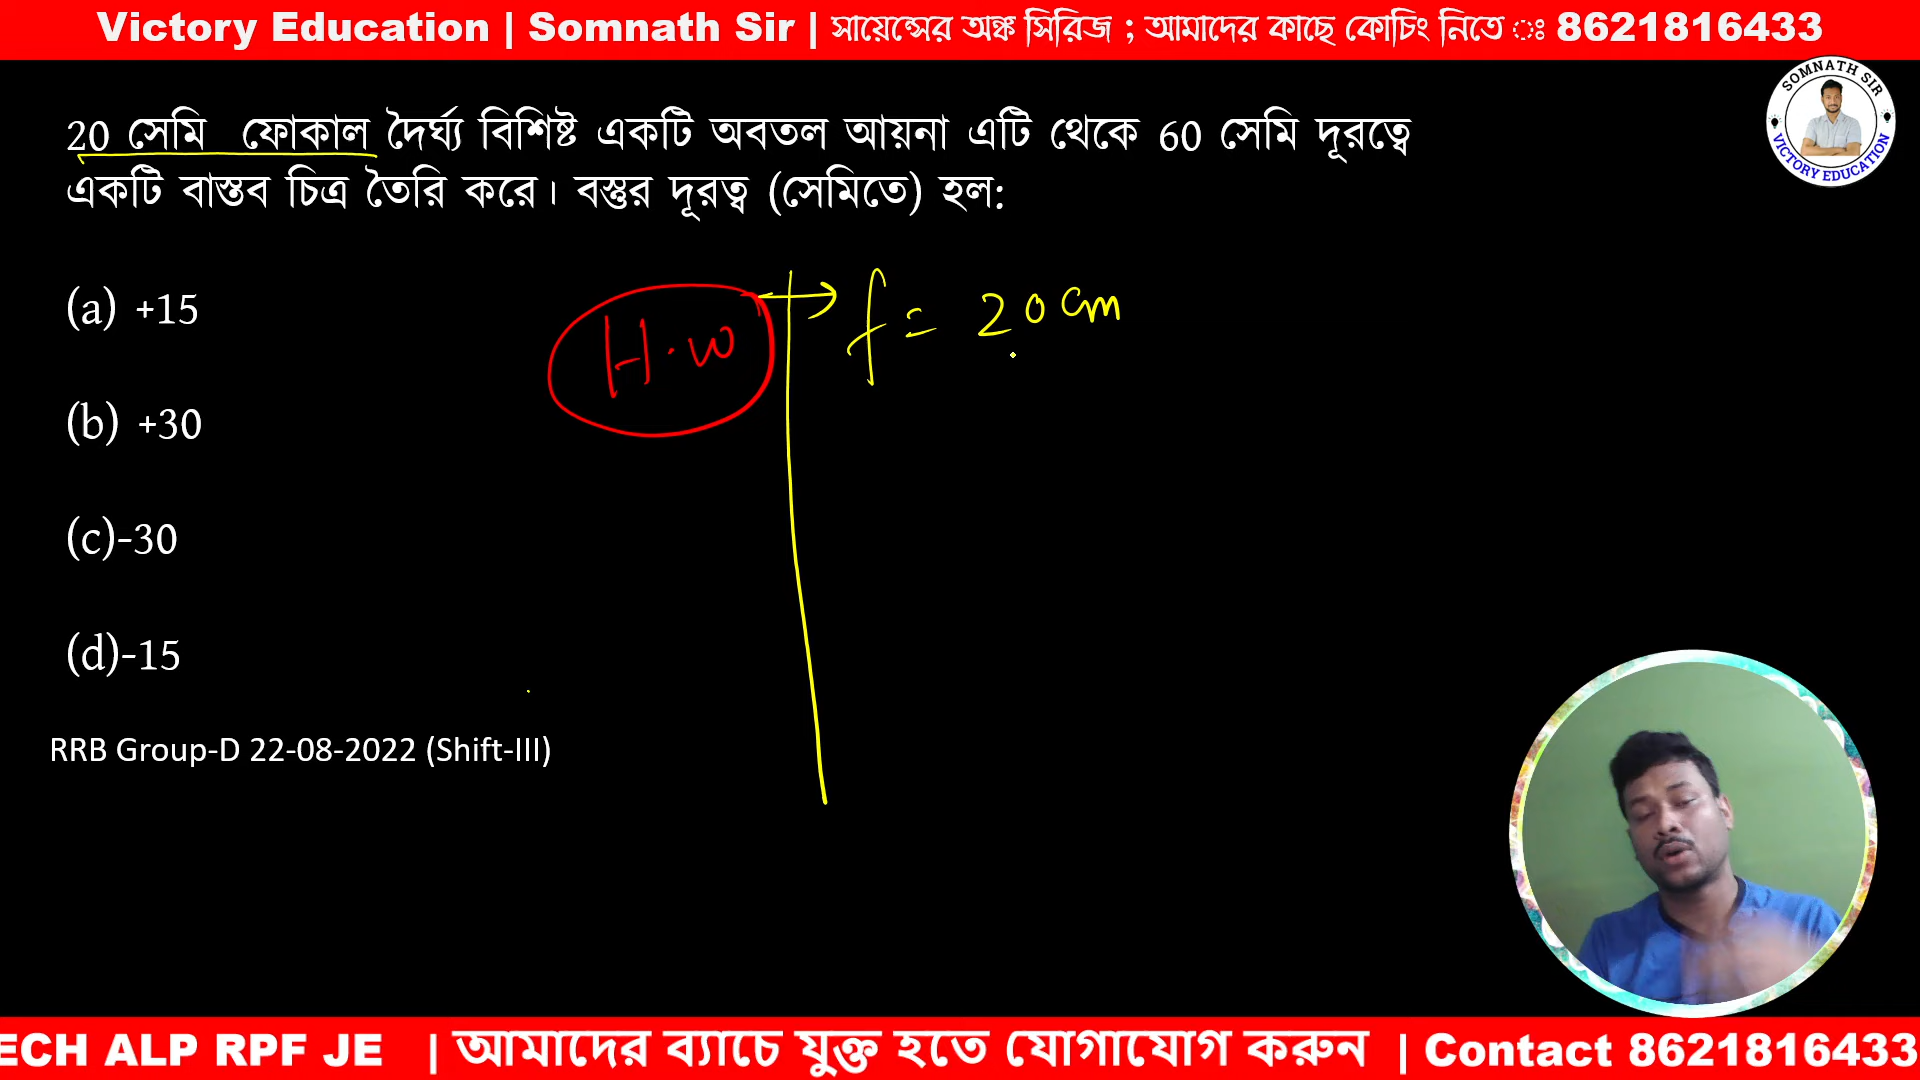 Victory Education | Somnath Sir | সায়েন্সের অঙ্ক সিরিজ ; আমাদের কাছে কোচিং নিতে ঃ 8621816433
SOMNATH SIR
VICTORY EDUCATION
20 সেমি ফোকাল দৈর্ঘ্য বিশিষ্ট একটি অবতল আয়না এটি থেকে 60 সেমি দূরত্বে
একটি বাস্তব চিত্র তৈরি করে। বস্তুর দূরত্ব (সেমিতে) হল:
H.W
f = 20 cm
(a) +15
(b) +30
(c)-30
(d)-15
RRB Group-D 22-08-2022 (Shift-III)
ECH ALP RPF JE | আমাদের ব্যাচে যুক্ত হতে যোগাযোগ করুন | Contact 8621816433